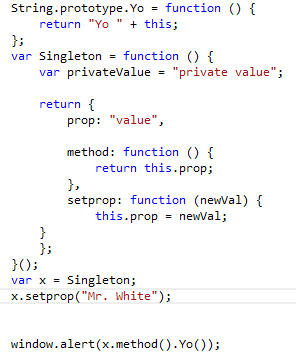 String.prototype.Yo = function () {
    return "Yo " + this;
};
var Singleton = function () {
    var privateValue = "private value";

    return {
        prop: "value",

        method: function () {
            return this.prop;
        },
        setprop: function (newVal) {
            this.prop = newVal;
    }
    };
}();
var x = Singleton;
x.setprop("Mr. White");


window.alert(x.method().Yo());